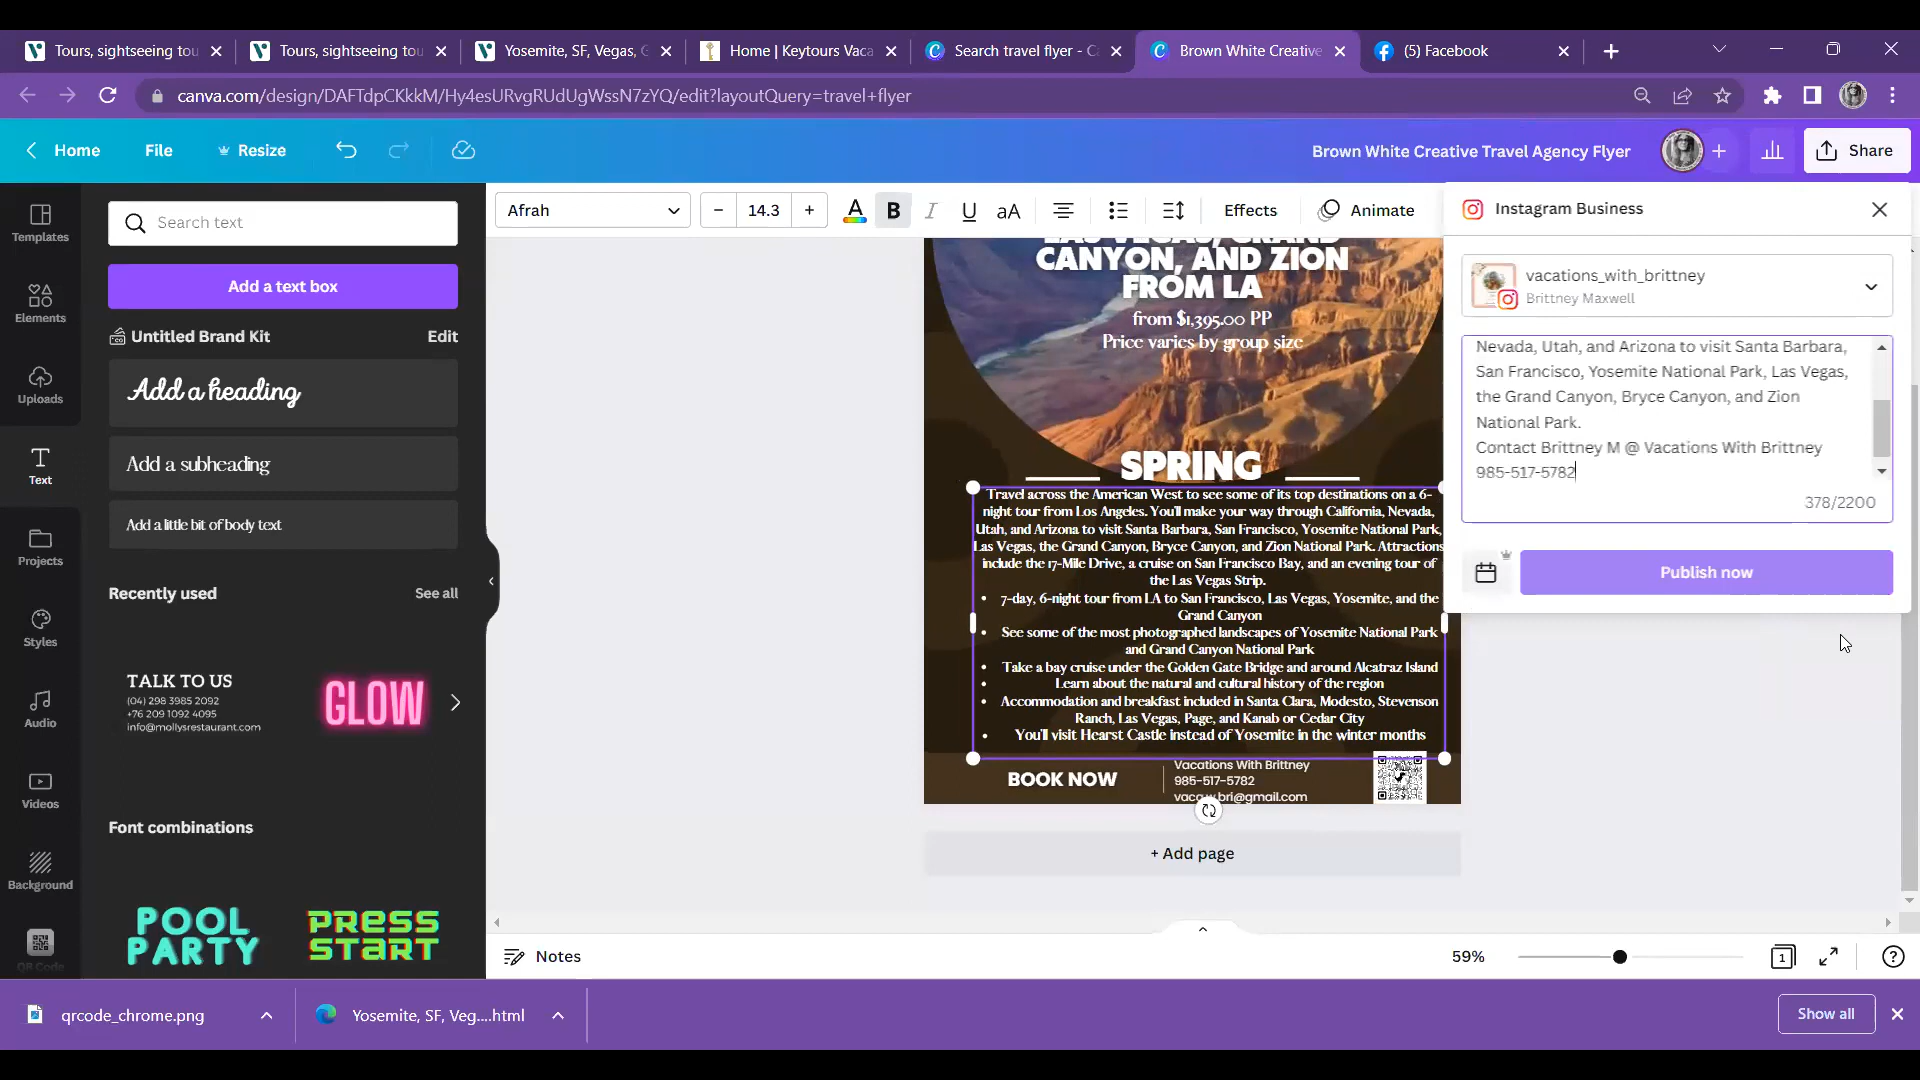 Tours, sightseeing tou
Tours, sightseeing tou
Yosemite, SF, Vegas, G
Home | Keytours Vaca
Search travel flyer - Ca
Brown White Creative
(5) Facebook
canva.com/design/DAFTdpCKkkM/Hy4esURvgRUdUgWssN7zYQ/edit?layoutQuery=travel+flyer
Home
File
Resize
Brown White Creative Travel Agency Flyer
Share
Templates
Elements
Uploads
Text
Projects
Styles
Audio
Videos
Background
QR Code
Search text
Add a text box
Untitled Brand Kit
Edit
Add a heading
Add a subheading
Add a little bit of body text
Recently used
See all
TALK TO US
(04) 298 3985 2092
+76 209 1092 4095
info@mollysrestaurant.com
GLOW
Font combinations
POOL
PARTY
PRESS
START
Afrah
14.3
B
I
U
aA
Effects
Animate
LAS VEGAS, GRAND
CANYON, AND ZION
FROM LA
from $1,395.00 PP
Price varies by group size
SPRING
Travel across the American West to see some of its top destinations on a 6-
night tour from Los Angeles. You'll make your way through California, Nevada,
Utah, and Arizona to visit Santa Barbara, San Francisco, Yosemite National Park,
Las Vegas, the Grand Canyon, Bryce Canyon, and Zion National Park. Attractions
include the 17-Mile Drive, a cruise on San Francisco Bay, and an evening tour of
the Las Vegas Strip.
7-day, 6-night tour from LA to San Francisco, Las Vegas, Yosemite, and the
Grand Canyon
See some of the most photographed landscapes of Yosemite National Park
and Grand Canyon National Park
Take a bay cruise under the Golden Gate Bridge and around Alcatraz Island
Learn about the natural and cultural history of the region
Accommodation and breakfast included in Santa Clara, Modesto, Stevenson
Ranch, Las Vegas, Page, and Kanab or Cedar City
You'll visit Hearst Castle instead of Yosemite in the winter months
BOOK NOW
Vacations With Brittney
985-517-5782
vaca.w.bri@gmail.com
+ Add page
Instagram Business
vacations_with_brittney
Brittney Maxwell
Nevada, Utah, and Arizona to visit Santa Barbara,
San Francisco, Yosemite National Park, Las Vegas,
the Grand Canyon, Bryce Canyon, and Zion
National Park.
Contact Brittney M @ Vacations With Brittney
985-517-5782
378/2200
Publish now
Notes
59%
1
qrcode_chrome.png
Yosemite, SF, Veg....html
Show all